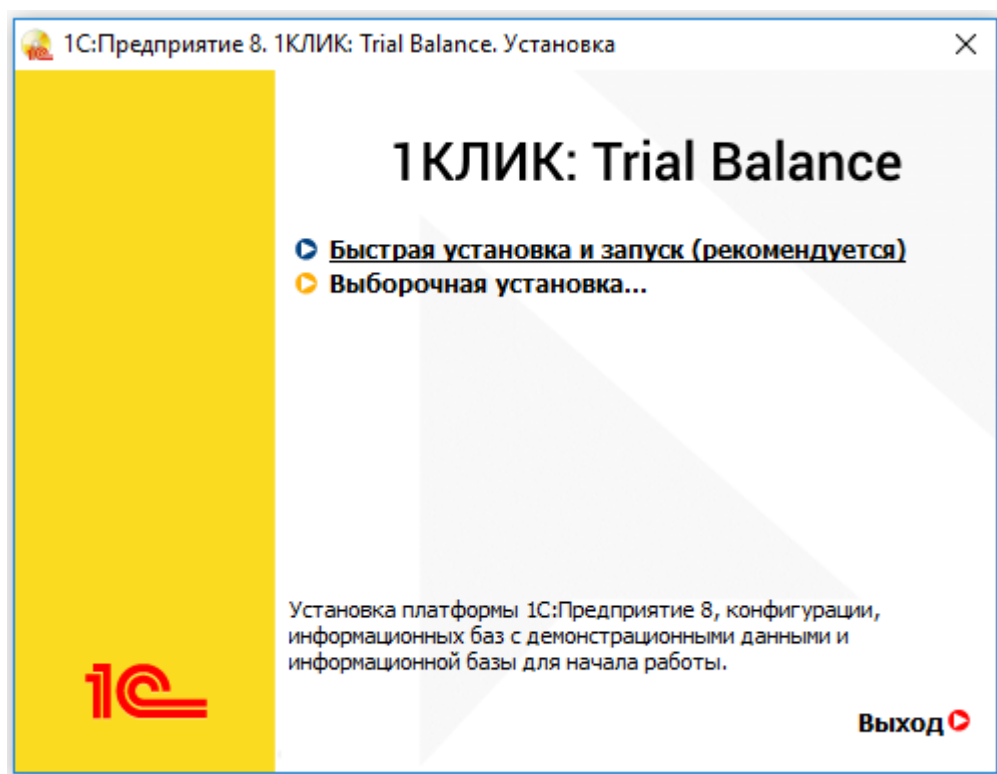 1С:Предприятие 8. 1КЛИК: Trial Balance. Установка
1КЛИК: Trial Balance
Быстрая установка и запуск (рекомендуется)
Выборочная установка...
Установка платформы 1С:Предприятие 8, конфигурации,
информационных баз с демонстрационными данными и
информационной базы для начала работы.
1С
Выход